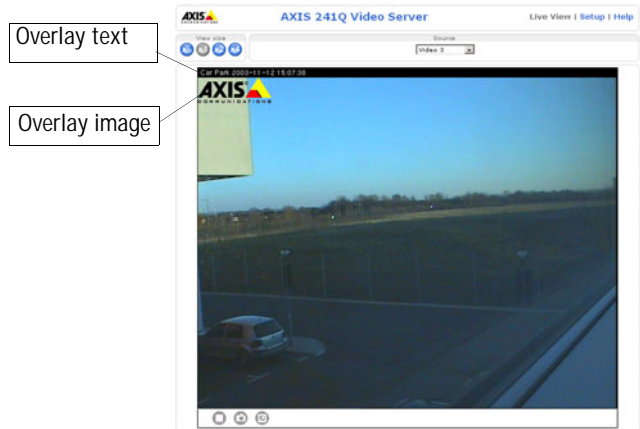 AXIS
COMMUNICATIONS
AXIS 241Q Video Server
Live View | Setup | Help
View size
Source
Video 3
Overlay text
Car Park 2003-11-12 15:07:38
AXIS
COMMUNICATIONS
Overlay image